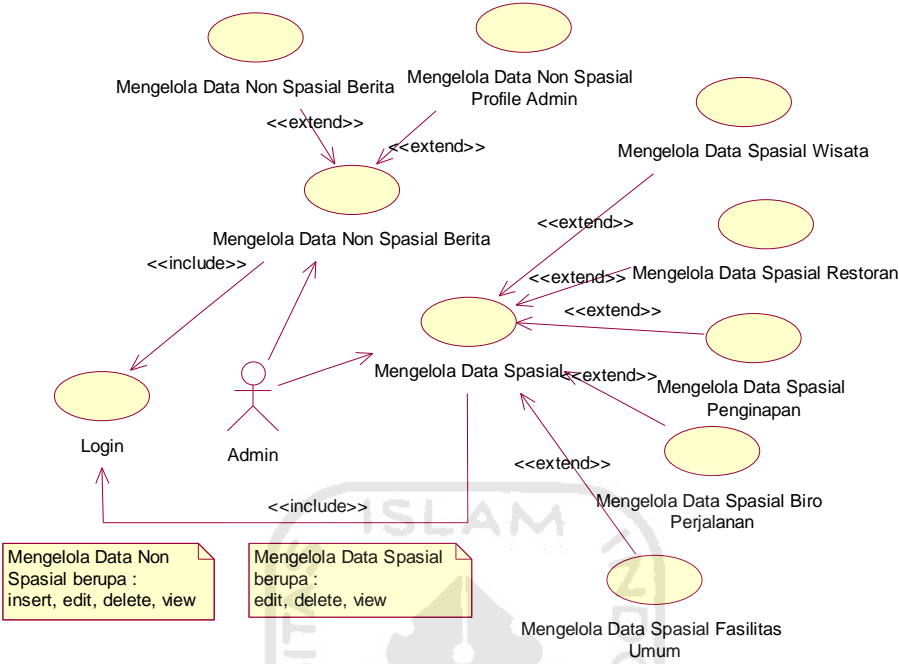 Mengelola Data Non Spasial Berita
Mengelola Data Non Spasial
Profile Admin
<<extend>>
<<extend>>
Mengelola Data Spasial Wisata
Mengelola Data Non Spasial Berita
<<include>>
<<extend>>
Mengelola Data Spasial Restoran
<<extend>>
<<extend>>
Mengelola Data Spasial
<<extend>>
Mengelola Data Spasial
Penginapan
Login
Admin
<<extend>>
<<include>>
Mengelola Data Spasial Biro
Perjalanan
ISLAM
Mengelola Data Non
Spasial berupa :
insert, edit, delete, view
Mengelola Data Spasial
berupa :
edit, delete, view
Mengelola Data Spasial Fasilitas
Umum